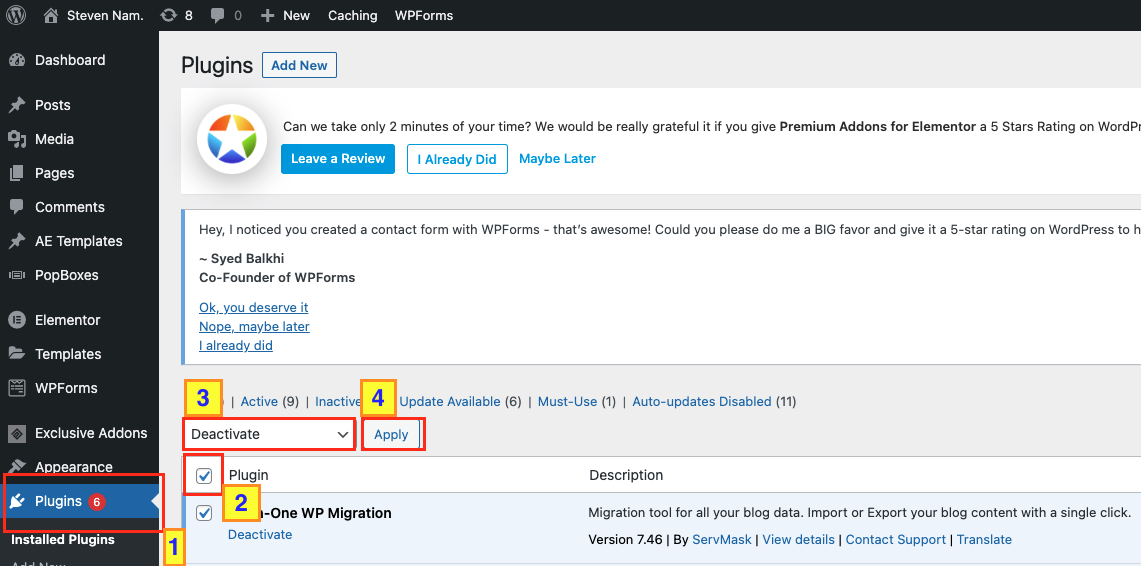 Steven Nam. 8 0 New Caching WPForms
Dashboard
Posts
Media
Pages
Comments
AE Templates
PopBoxes
Elementor
Templates
WPForms
Exclusive Addons
Appearance
Plugins 6
1
Installed Plugins
Add New
Plugins Add New
Can we take only 2 minutes of your time? We would be really grateful it if you give Premium Addons for Elementor a 5 Stars Rating on
Leave a Review I Already Did Maybe Later
Hey, I noticed you created a contact form with WPForms - that's awesome! Could you please do me a BIG favor and give it a 5-star rating on WordPress to
~ Syed Balkhi
Co-Founder of WPForms
Ok, you deserve it
Nope, maybe later
I already did
3 | Active (9) | Inactive 4 Update Available (6) | Must-Use (1) | Auto-updates Disabled (11)
Deactivate Apply
Plugin Description
2 -One WP Migration Migration tool for all your blog data. Import or Export your blog content with a single click.
Deactivate Version 7.46 | By ServMask | View details | Contact Support | Translate